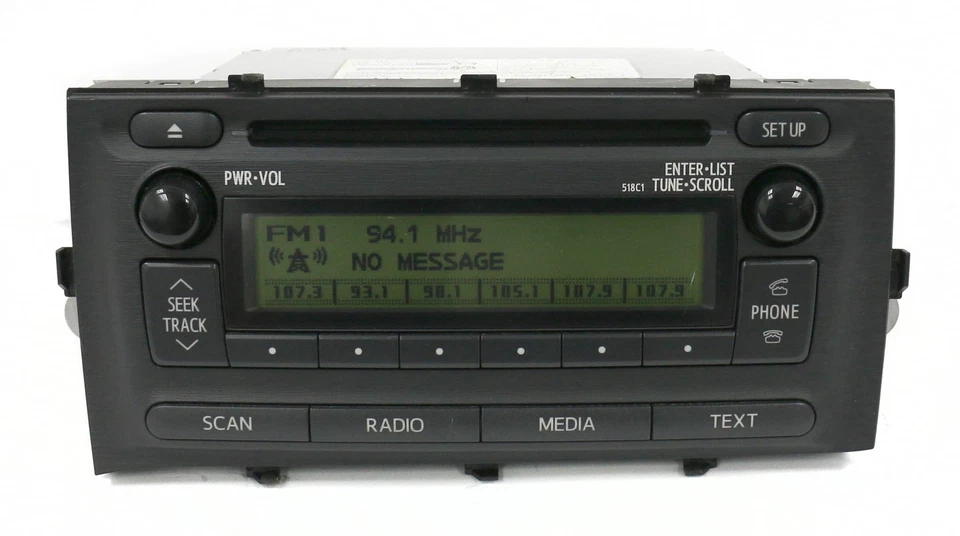 SET UP
PWR•VOL
ENTER•LIST
518C1 TUNE•SCROLL
FM1 94.1 MHz
NO MESSAGE
107.3 93.1 98.1 105.1 107.9 107.9
SEEK
TRACK
PHONE
SCAN RADIO MEDIA TEXT